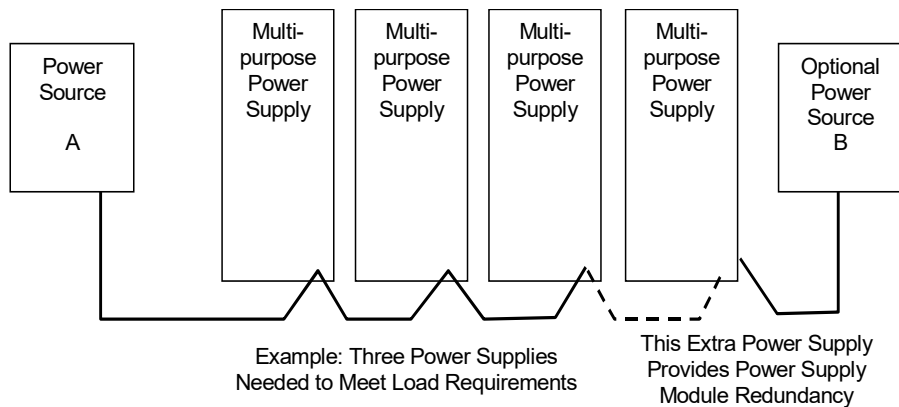 Power
Source
A
Multi-
purpose
Power
Supply
Multi-
purpose
Power
Supply
Multi-
purpose
Power
Supply
Multi-
purpose
Power
Supply
Optional
Power
Source
B
Example: Three Power Supplies
Needed to Meet Load Requirements
This Extra Power Supply
Provides Power Supply
Module Redundancy